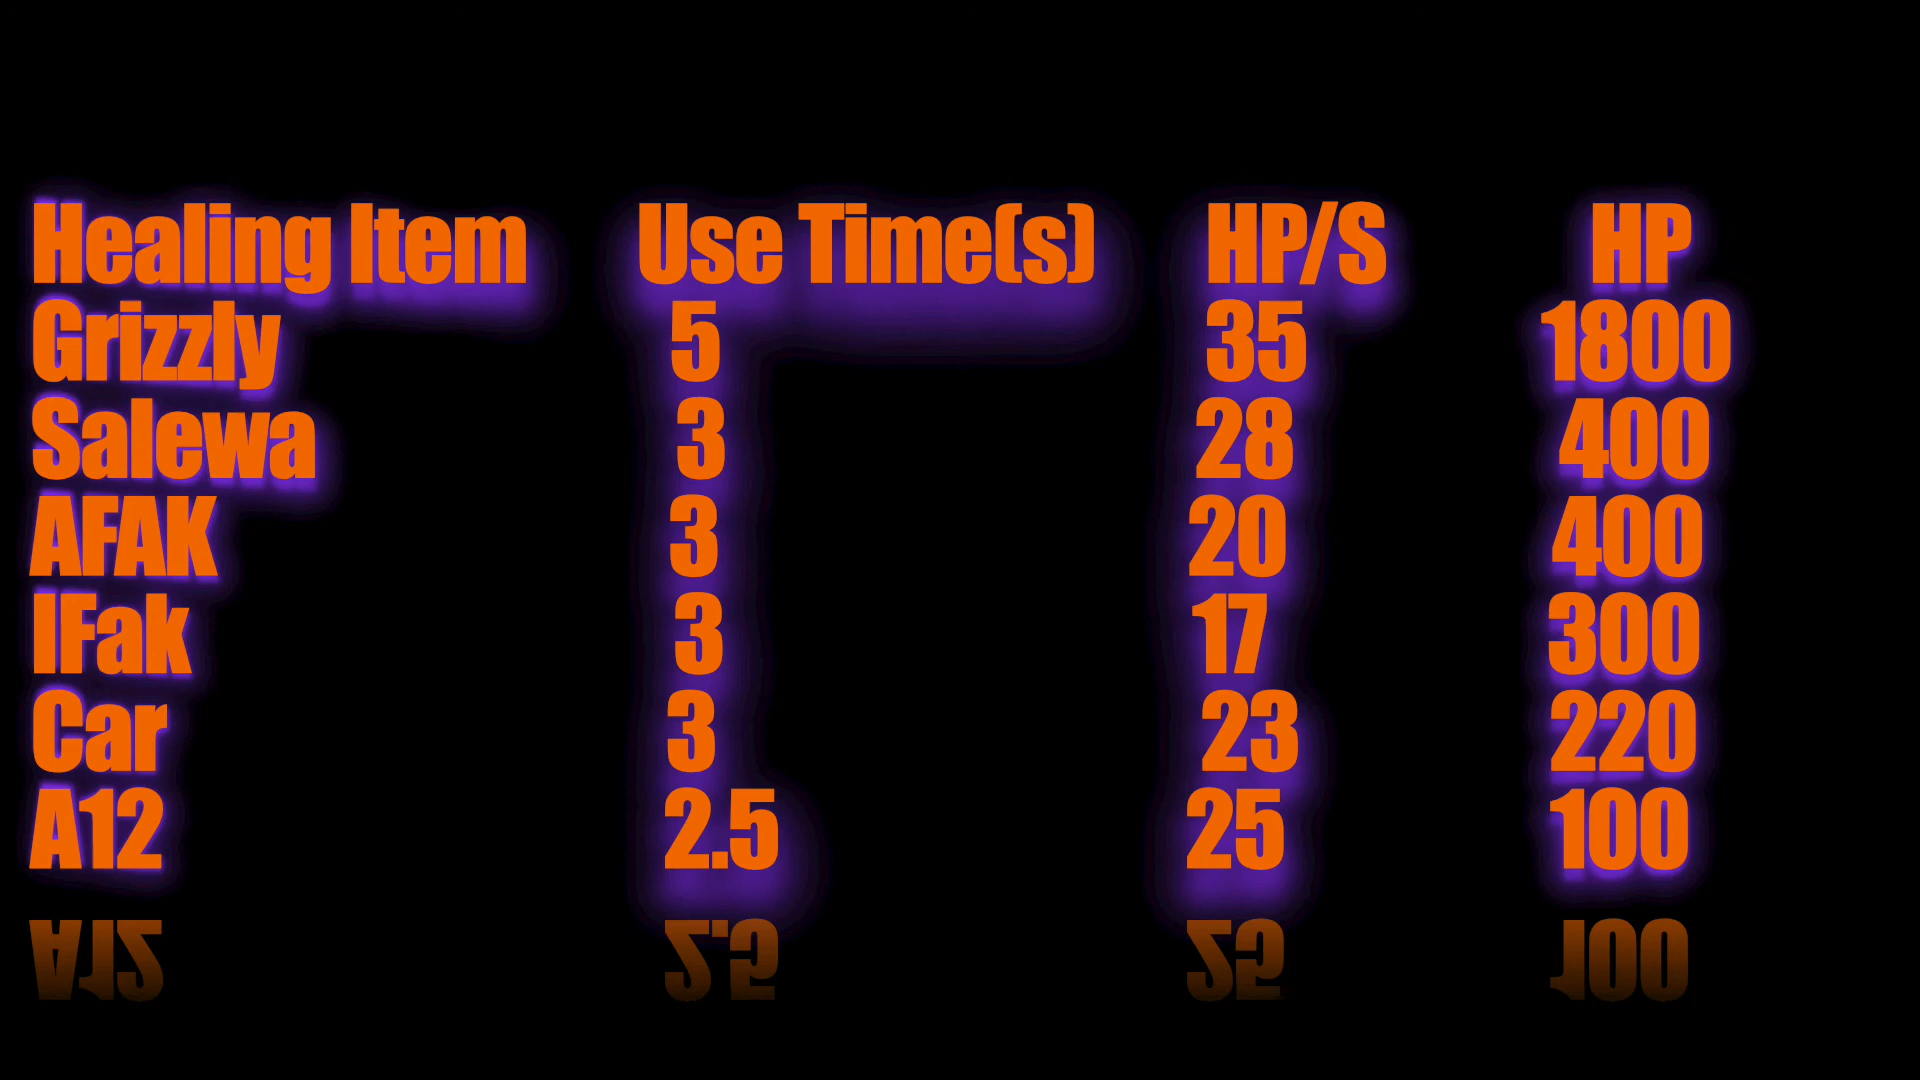 Healing Item Use Time(s) HP/S HP
Grizzly 5 35 1800
Salewa 3 28 400
AFAK 3 20 400
IFak 3 17 300
Car 3 23 220
A12 2.5 25 100